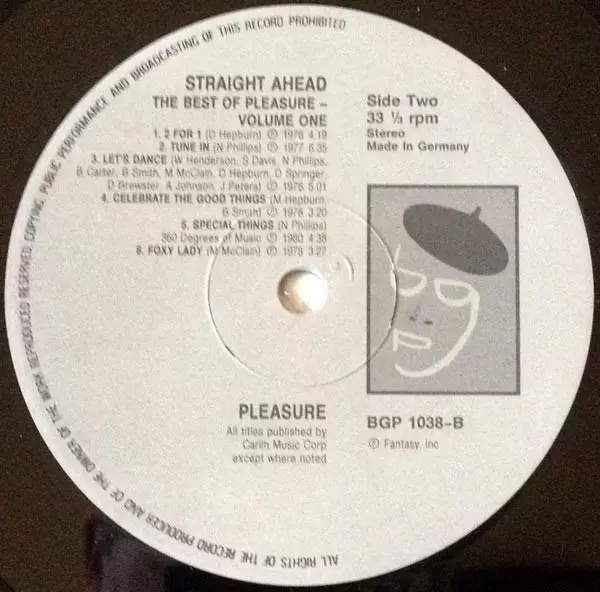 STRAIGHT AHEAD
THE BEST OF PLEASURE –
VOLUME ONE
1. 2 FOR 1 (D Hepburn) Ⓟ 1976 4.19
2. TUNE IN (N Phillips) Ⓟ 1977 6.35
3. LET'S DANCE (W Henderson, S Davis, N Phillips,
B Carter, B Smith, M McClain, D Hepburn, D Springer,
D Brewster, A Johnson, J Perera) Ⓟ 1976 5.01
4. CELEBRATE THE GOOD THINGS (M Hepburn,
B Smith) Ⓟ 1978 3.20
5. SPECIAL THINGS (N Phillips)
360 Degrees of Music Ⓟ 1980 4.38
6. FOXY LADY (M McClain) Ⓟ 1978 3.27
Side Two
33 ⅓ rpm
Stereo
Made In Germany
bgp
PLEASURE
All titles published by
Carlin Music Corp
except where noted
BGP 1038-B
Ⓟ Fantasy, Inc
ALL RIGHTS OF THE RECORD PRODUCER AND OF THE OWNER OF THE WORK REPRODUCED RESERVED. COPYING, PUBLIC PERFORMANCE AND BROADCASTING OF THIS RECORD PROHIBITED